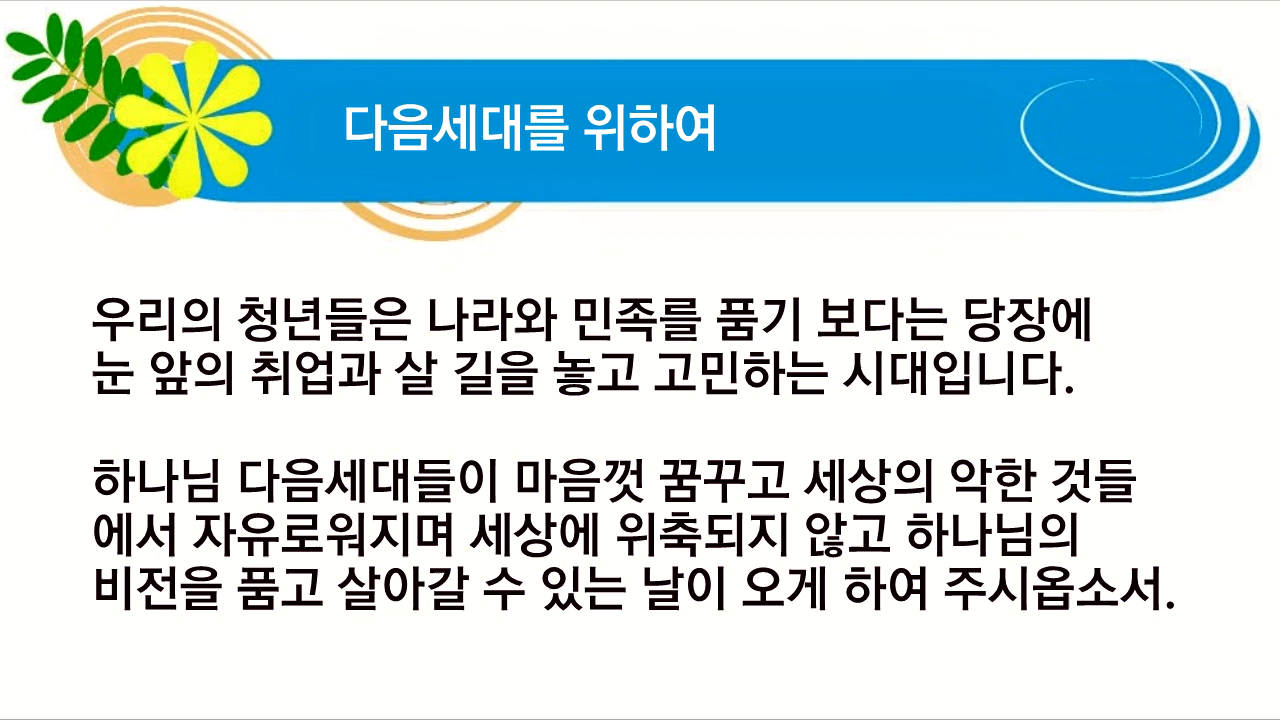 다음세대를 위하여
우리의 청년들은 나라와 민족를 품기 보다는 당장에
눈 앞의 취업과 살 길을 놓고 고민하는 시대입니다.
하나님 다음세대들이 마음껏 꿈꾸고 세상의 악한 것들
에서 자유로워지며 세상에 위축되지 않고 하나님의
비전을 품고 살아갈 수 있는 날이 오게 하여 주시옵소서.